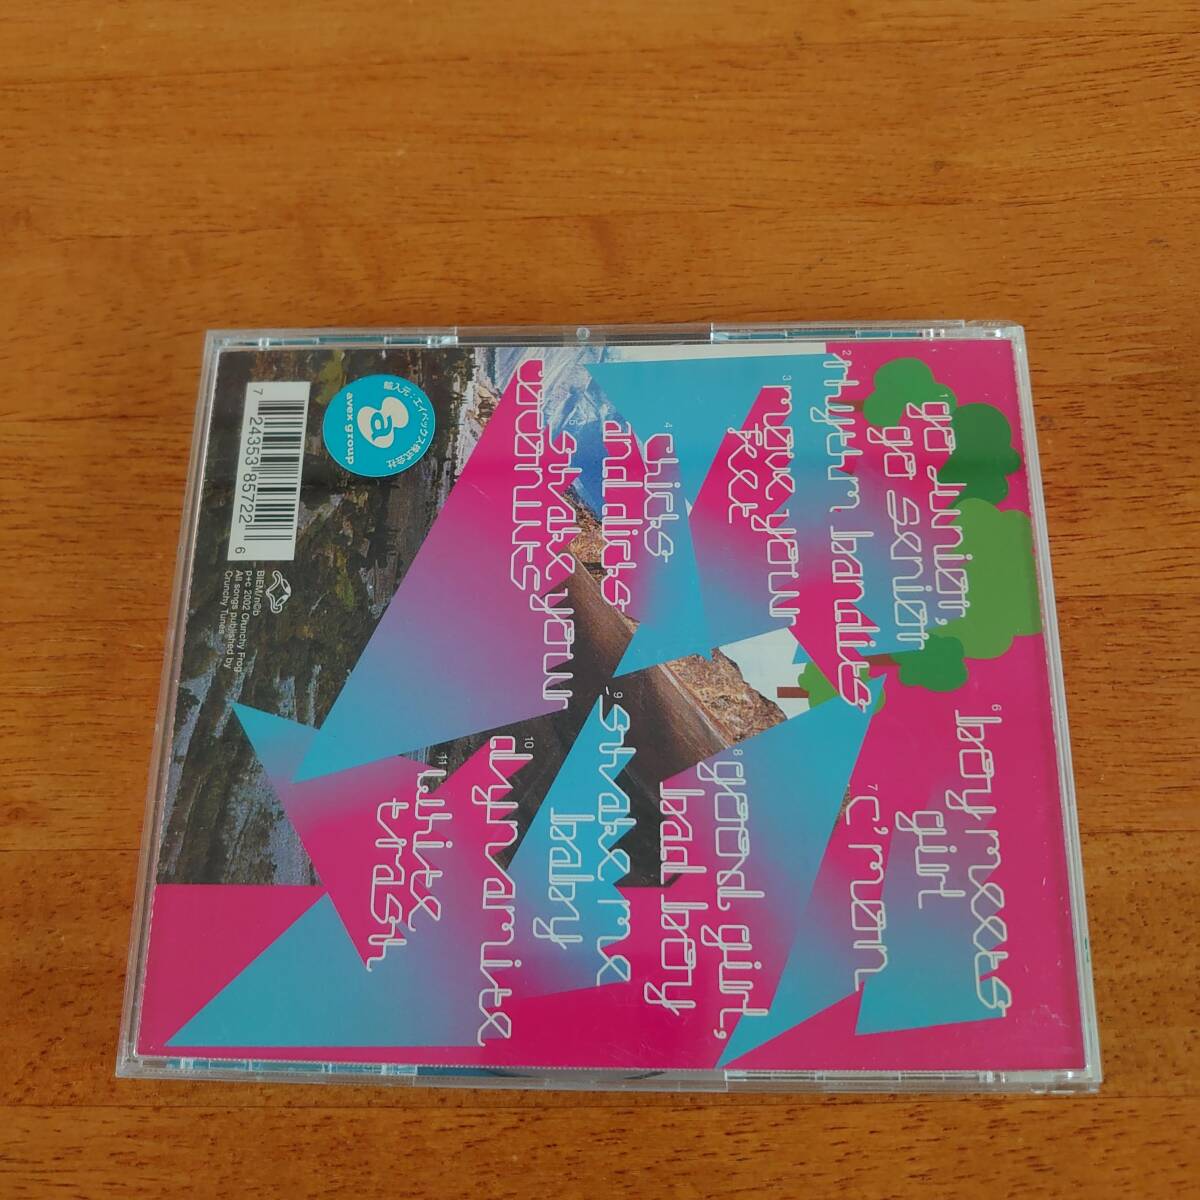 1 go junior,
go senior
2 rhythm bandits
3 move your
feet
4 chicks
and dicks
5 shake your
coconuts
6 boy meets
girl
7 c'mon
8 good girl,
bad boy
9 shake me
baby
10 dynamite
11 white
trash
輸入元:エイベックス株式会社
a
avex group
7 24353 85722 6
BIEM/n©b
p+c 2002 Crunchy Frog
All songs published by
Crunchy Tunes